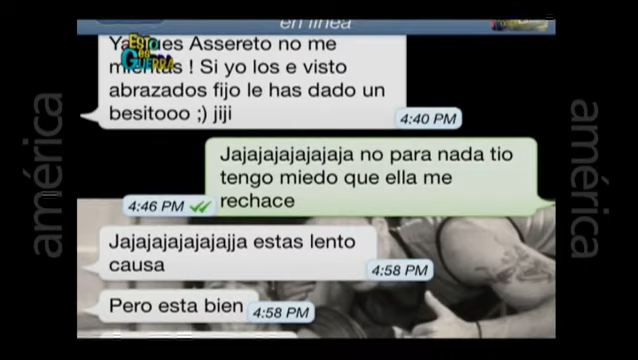 en línea
ESTO
es
GUERRA
Assereto no me
mientas ! Si yo los e visto
abrazados fijo le has dado un
besitooo ;) jiji
4:40 PM
Jajajajajajajaja no para nada tio
tengo miedo que ella me
rechace
4:46 PM
Jajajajajajajjja estas lento
causa
4:58 PM
Pero esta bien
4:58 PM
américa
américa